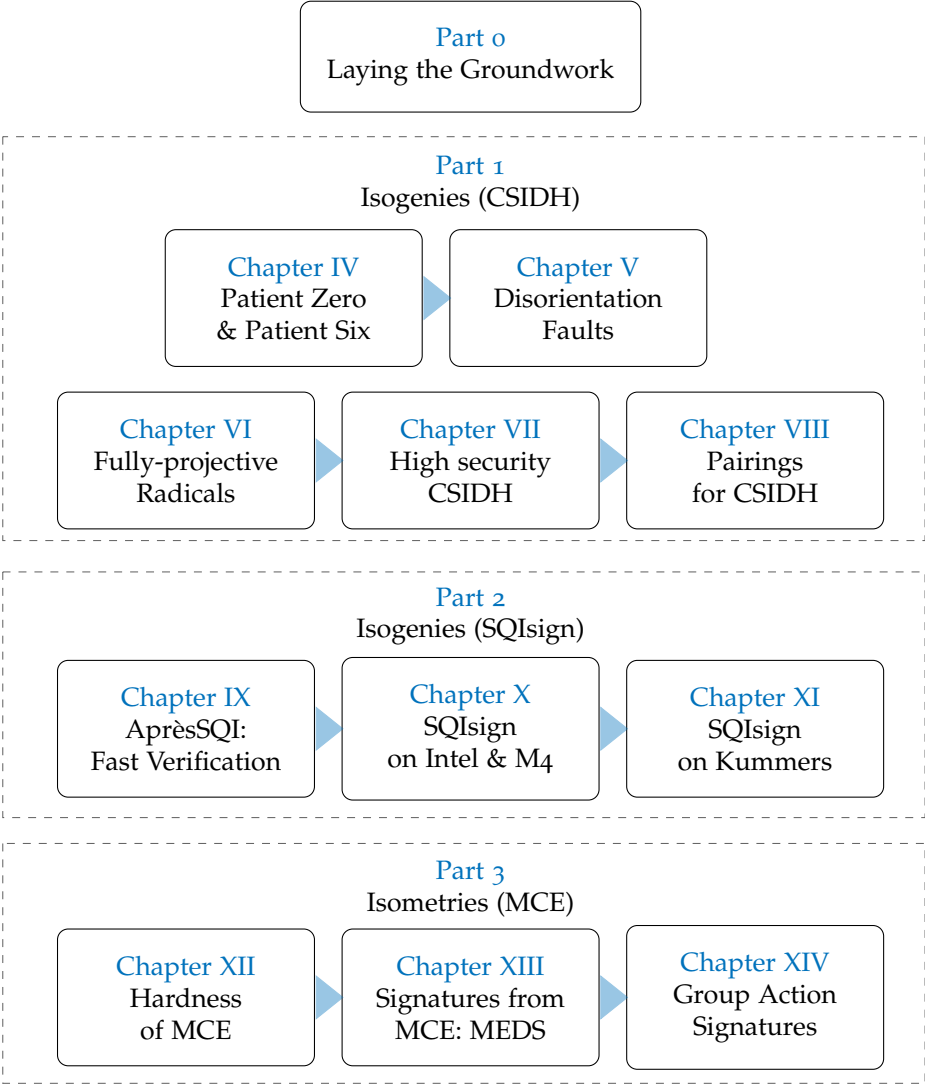 Part 0
Laying the Groundwork
Part 1
Isogenies (CSIDH)
Chapter IV
Patient Zero
& Patient Six
Chapter V
Disorientation
Faults
Chapter VI
Fully-projective
Radicals
Chapter VII
High security
CSIDH
Chapter VIII
Pairings
for CSIDH
Part 2
Isogenies (SQIsign)
Chapter IX
AprèsSQI:
Fast Verification
Chapter X
SQIsign
on Intel & M4
Chapter XI
SQIsign
on Kummers
Part 3
Isometries (MCE)
Chapter XII
Hardness
of MCE
Chapter XIII
Signatures from
MCE: MEDS
Chapter XIV
Group Action
Signatures